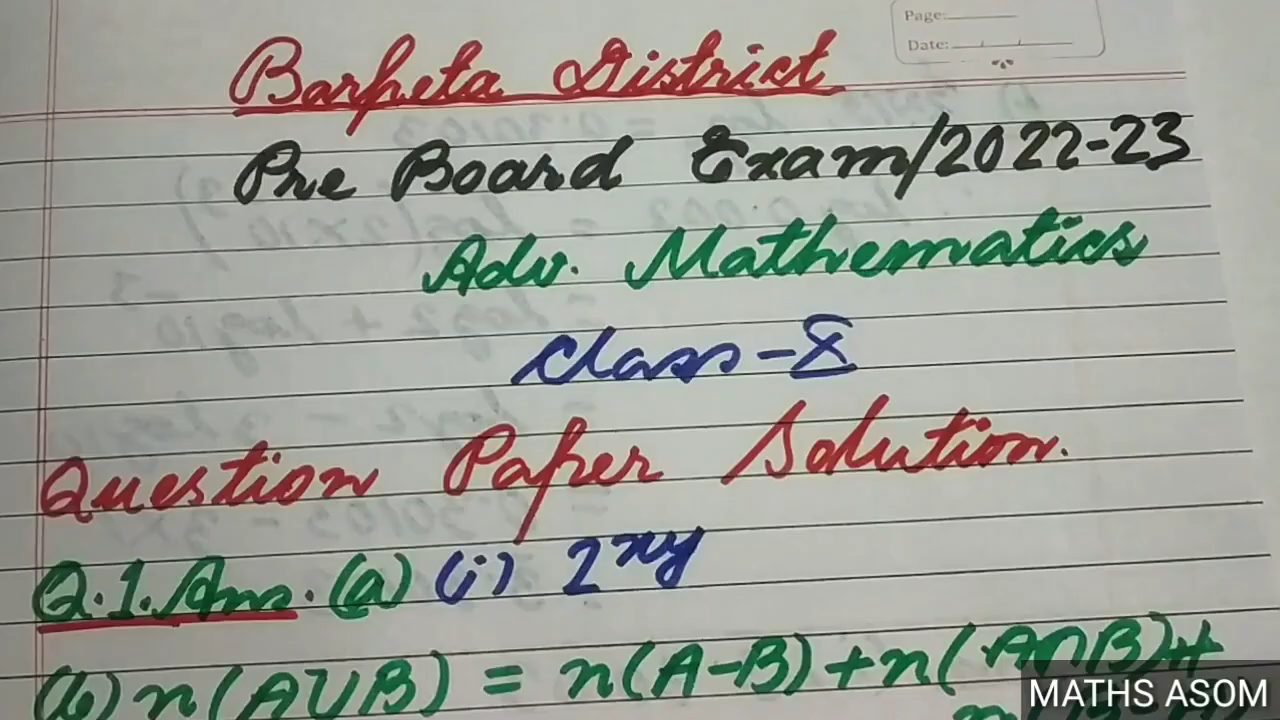 Page:
Date:
Barpeta District
Pre Board Exam/2022-23
Adv. Mathematics
Class-X
Question Paper Solution.
Q.1.Ans. (a) (i) 2^xy
(b) n(AUB) = n(A-B)+n(A∩B)+
MATHS ASOM